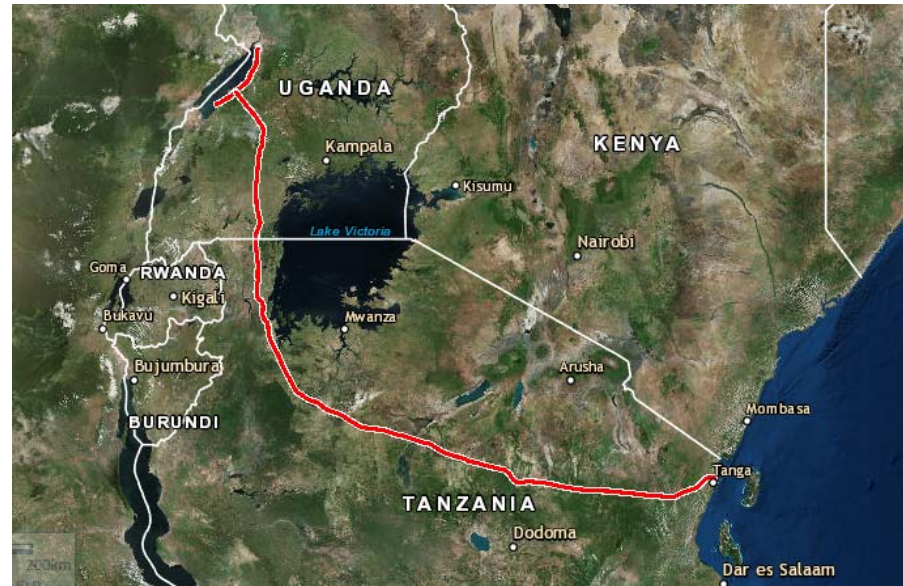 UGANDA
Kampala
KENYA
Kisumu
Lake Victoria
Nairobi
Goma
RWANDA
Kigali
Bukavu
Mwanza
Bujumbura
Arusha
BURUNDI
Mombasa
Tanga
TANZANIA
Dodoma
200km
Dar es Salaam